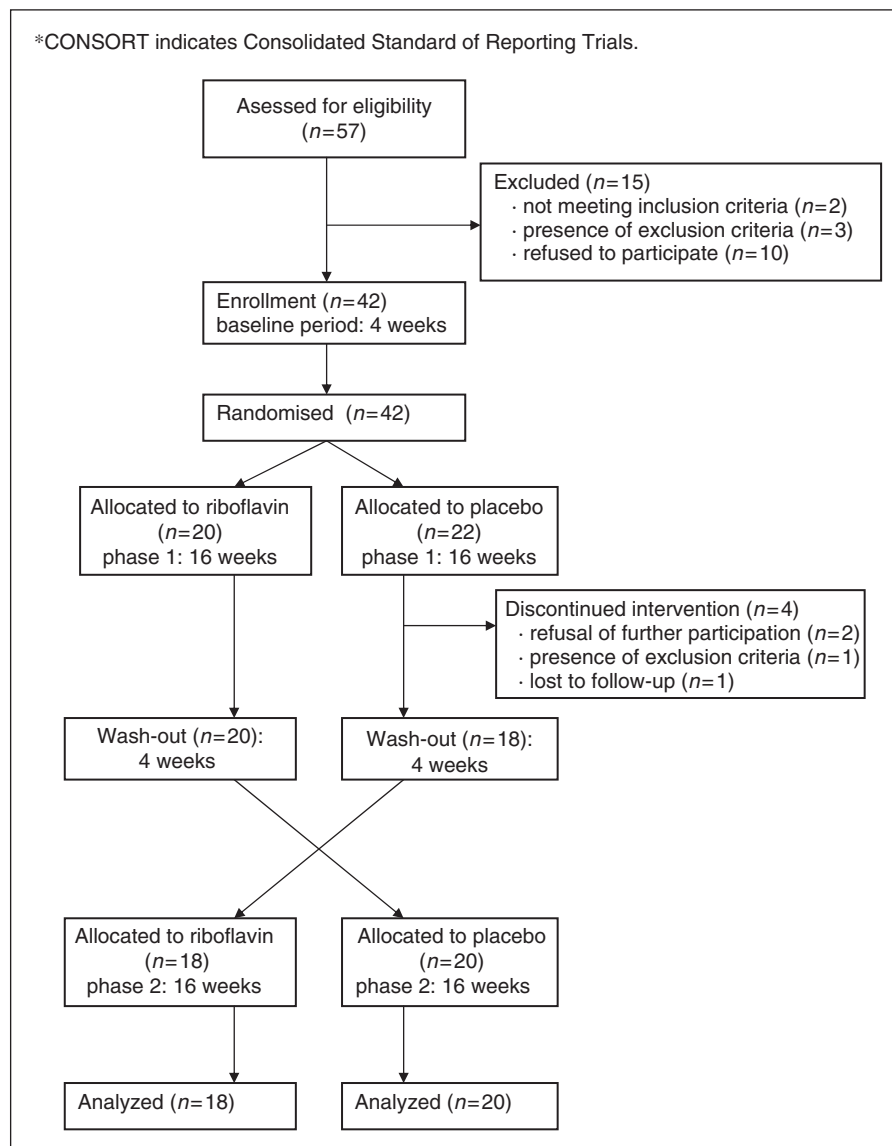 *CONSORT indicates Consolidated Standard of Reporting Trials.
Asessed for eligibility
(n=57)
Excluded (n=15)
· not meeting inclusion criteria (n=2)
· presence of exclusion criteria (n=3)
· refused to participate (n=10)
Enrollment (n=42)
baseline period: 4 weeks
Randomised (n=42)
Allocated to riboflavin
(n=20)
phase 1: 16 weeks
Allocated to placebo
(n=22)
phase 1: 16 weeks
Discontinued intervention (n=4)
· refusal of further participation (n=2)
· presence of exclusion criteria (n=1)
· lost to follow-up (n=1)
Wash-out (n=20):
4 weeks
Wash-out (n=18):
4 weeks
Allocated to riboflavin
(n=18)
phase 2: 16 weeks
Allocated to placebo
(n=20)
phase 2: 16 weeks
Analyzed (n=18)
Analyzed (n=20)